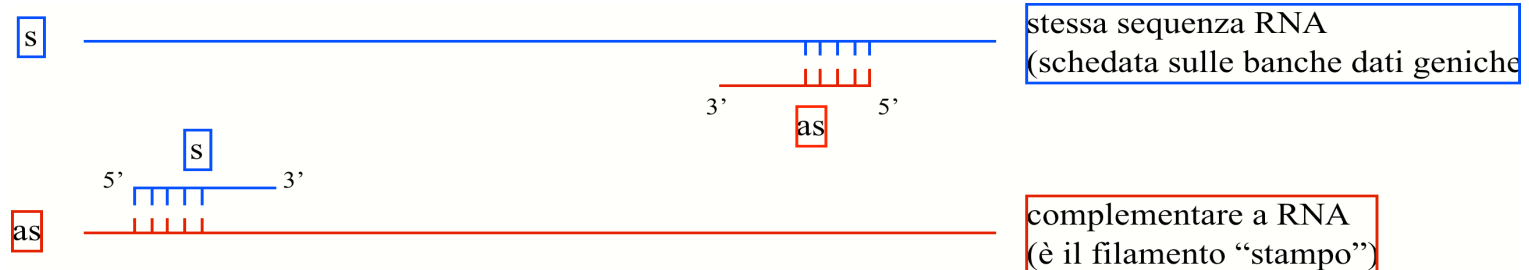 s
stessa sequenza RNA
(schedata sulle banche dati geniche
3’ 5’
as
s
5’ 3’
as
complementare a RNA
(è il filamento “stampo”)